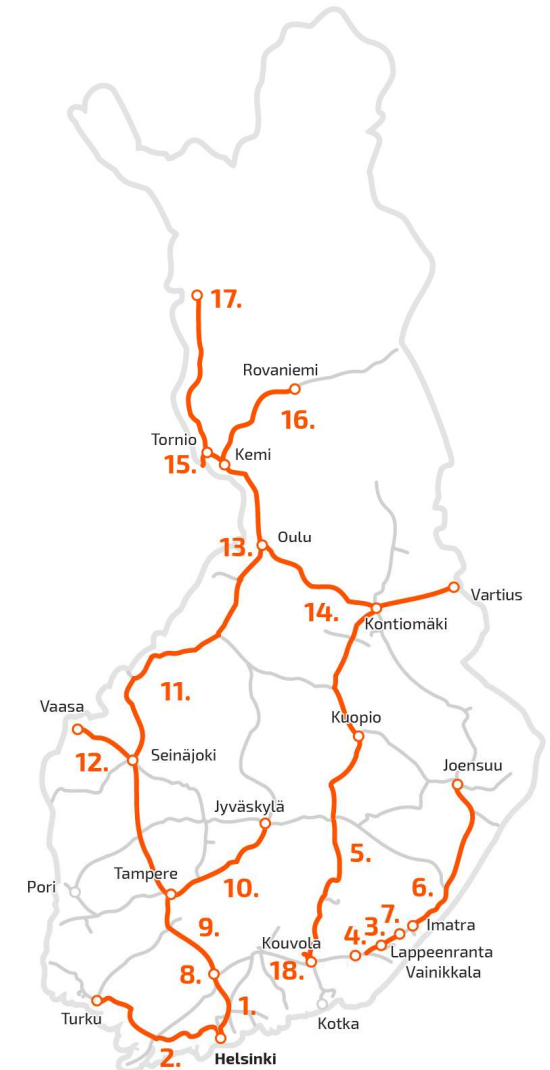 17.
Rovaniemi
16.
Tornio
Kemi
15.
Oulu
13.
Vartius
14.
Kontiomäki
11.
Vaasa
Kuopio
12.
Seinäjoki
Joensuu
Jyväskylä
5.
Tampere
10.
6.
Pori
9.
7.
Imatra
3.
4.
Kouvola
Lappeenranta
18.
Vainikkala
8.
1.
Turku
Kotka
2.
Helsinki